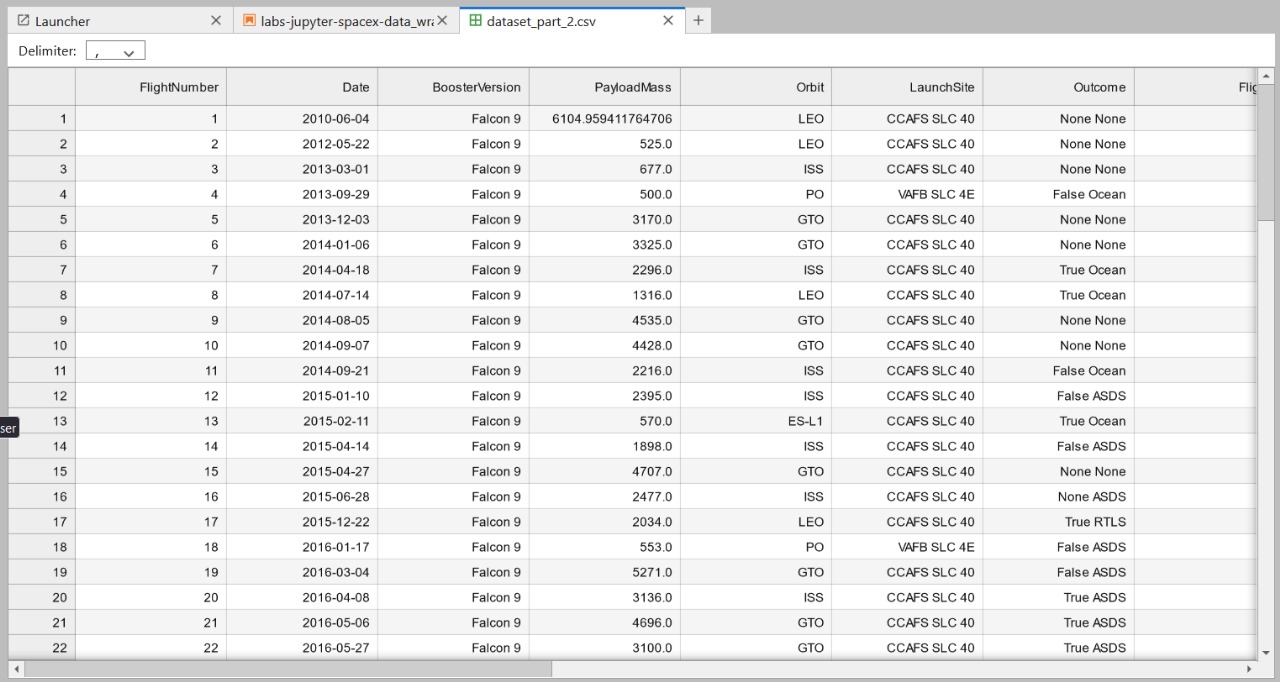 Launcher labs-jupyter-spacex-data_wra dataset_part_2.csv
Delimiter: ,
FlightNumber Date BoosterVersion PayloadMass Orbit LaunchSite Outcome Flig
1 1 2010-06-04 Falcon 9 6104.959411764706 LEO CCAFS SLC 40 None None
2 2 2012-05-22 Falcon 9 525.0 LEO CCAFS SLC 40 None None
3 3 2013-03-01 Falcon 9 677.0 ISS CCAFS SLC 40 None None
4 4 2013-09-29 Falcon 9 500.0 PO VAFB SLC 4E False Ocean
5 5 2013-12-03 Falcon 9 3170.0 GTO CCAFS SLC 40 None None
6 6 2014-01-06 Falcon 9 3325.0 GTO CCAFS SLC 40 None None
7 7 2014-04-18 Falcon 9 2296.0 ISS CCAFS SLC 40 True Ocean
8 8 2014-07-14 Falcon 9 1316.0 LEO CCAFS SLC 40 True Ocean
9 9 2014-08-05 Falcon 9 4535.0 GTO CCAFS SLC 40 None None
10 10 2014-09-07 Falcon 9 4428.0 GTO CCAFS SLC 40 None None
11 11 2014-09-21 Falcon 9 2216.0 ISS CCAFS SLC 40 False Ocean
12 12 2015-01-10 Falcon 9 2395.0 ISS CCAFS SLC 40 False ASDS
ser
13 13 2015-02-11 Falcon 9 570.0 ES-L1 CCAFS SLC 40 True Ocean
14 14 2015-04-14 Falcon 9 1898.0 ISS CCAFS SLC 40 False ASDS
15 15 2015-04-27 Falcon 9 4707.0 GTO CCAFS SLC 40 None None
16 16 2015-06-28 Falcon 9 2477.0 ISS CCAFS SLC 40 None ASDS
17 17 2015-12-22 Falcon 9 2034.0 LEO CCAFS SLC 40 True RTLS
18 18 2016-01-17 Falcon 9 553.0 PO VAFB SLC 4E False ASDS
19 19 2016-03-04 Falcon 9 5271.0 GTO CCAFS SLC 40 False ASDS
20 20 2016-04-08 Falcon 9 3136.0 ISS CCAFS SLC 40 True ASDS
21 21 2016-05-06 Falcon 9 4696.0 GTO CCAFS SLC 40 True ASDS
22 22 2016-05-27 Falcon 9 3100.0 GTO CCAFS SLC 40 True ASDS